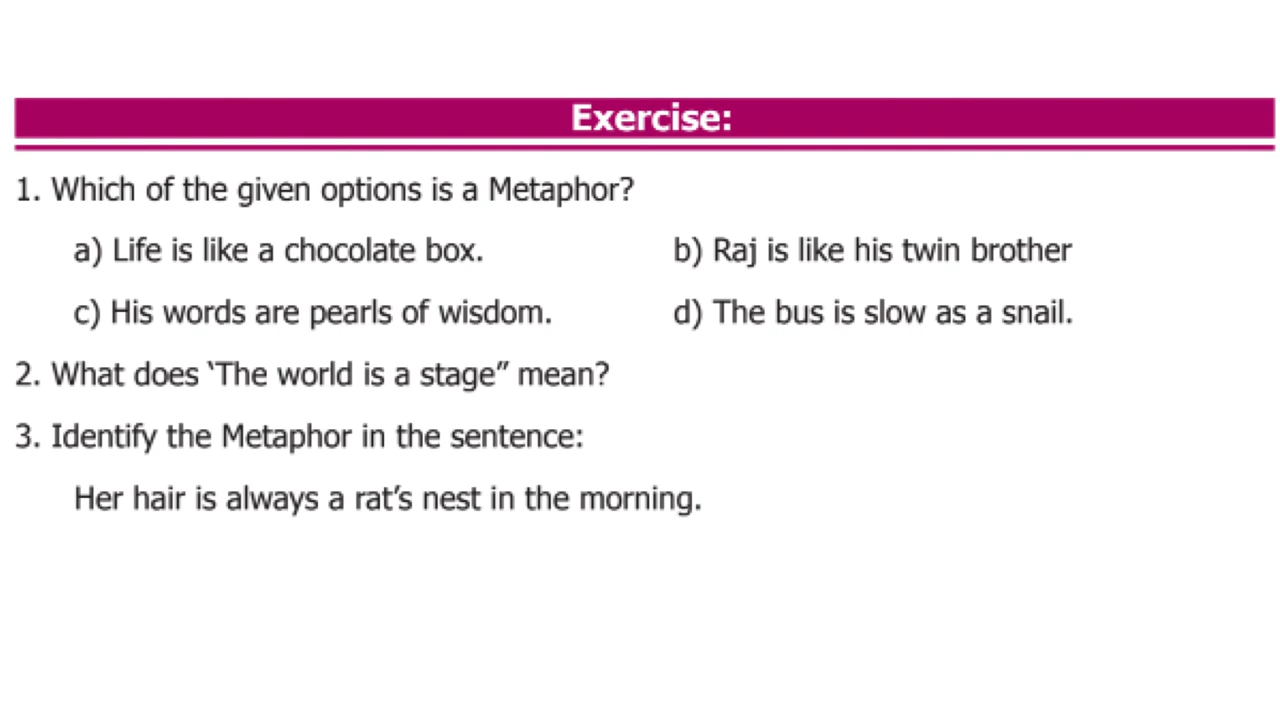 Exercise:
1. Which of the given options is a Metaphor?
a) Life is like a chocolate box. b) Raj is like his twin brother
c) His words are pearls of wisdom. d) The bus is slow as a snail.
2. What does ‘The world is a stage” mean?
3. Identify the Metaphor in the sentence:
Her hair is always a rat’s nest in the morning.